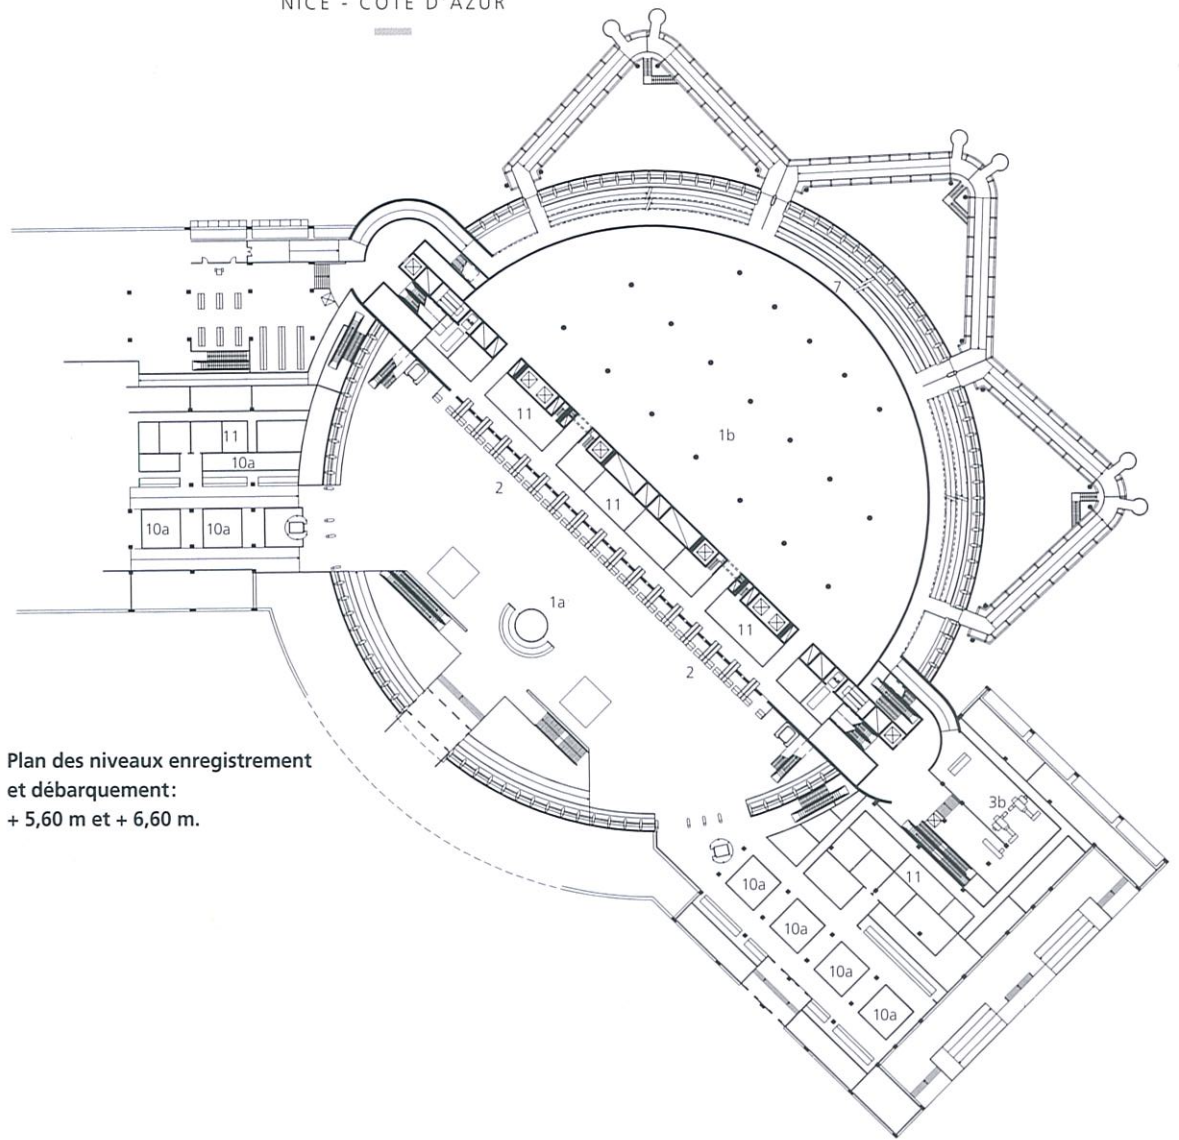 NICE - CÔTE D'AZUR
7
11
1b
11
10a
2
11
10a
10a
1a
11
2
Plan des niveaux enregistrement
et débarquement:
+ 5,60 m et + 6,60 m.
3b
11
10a
10a
10a
10a